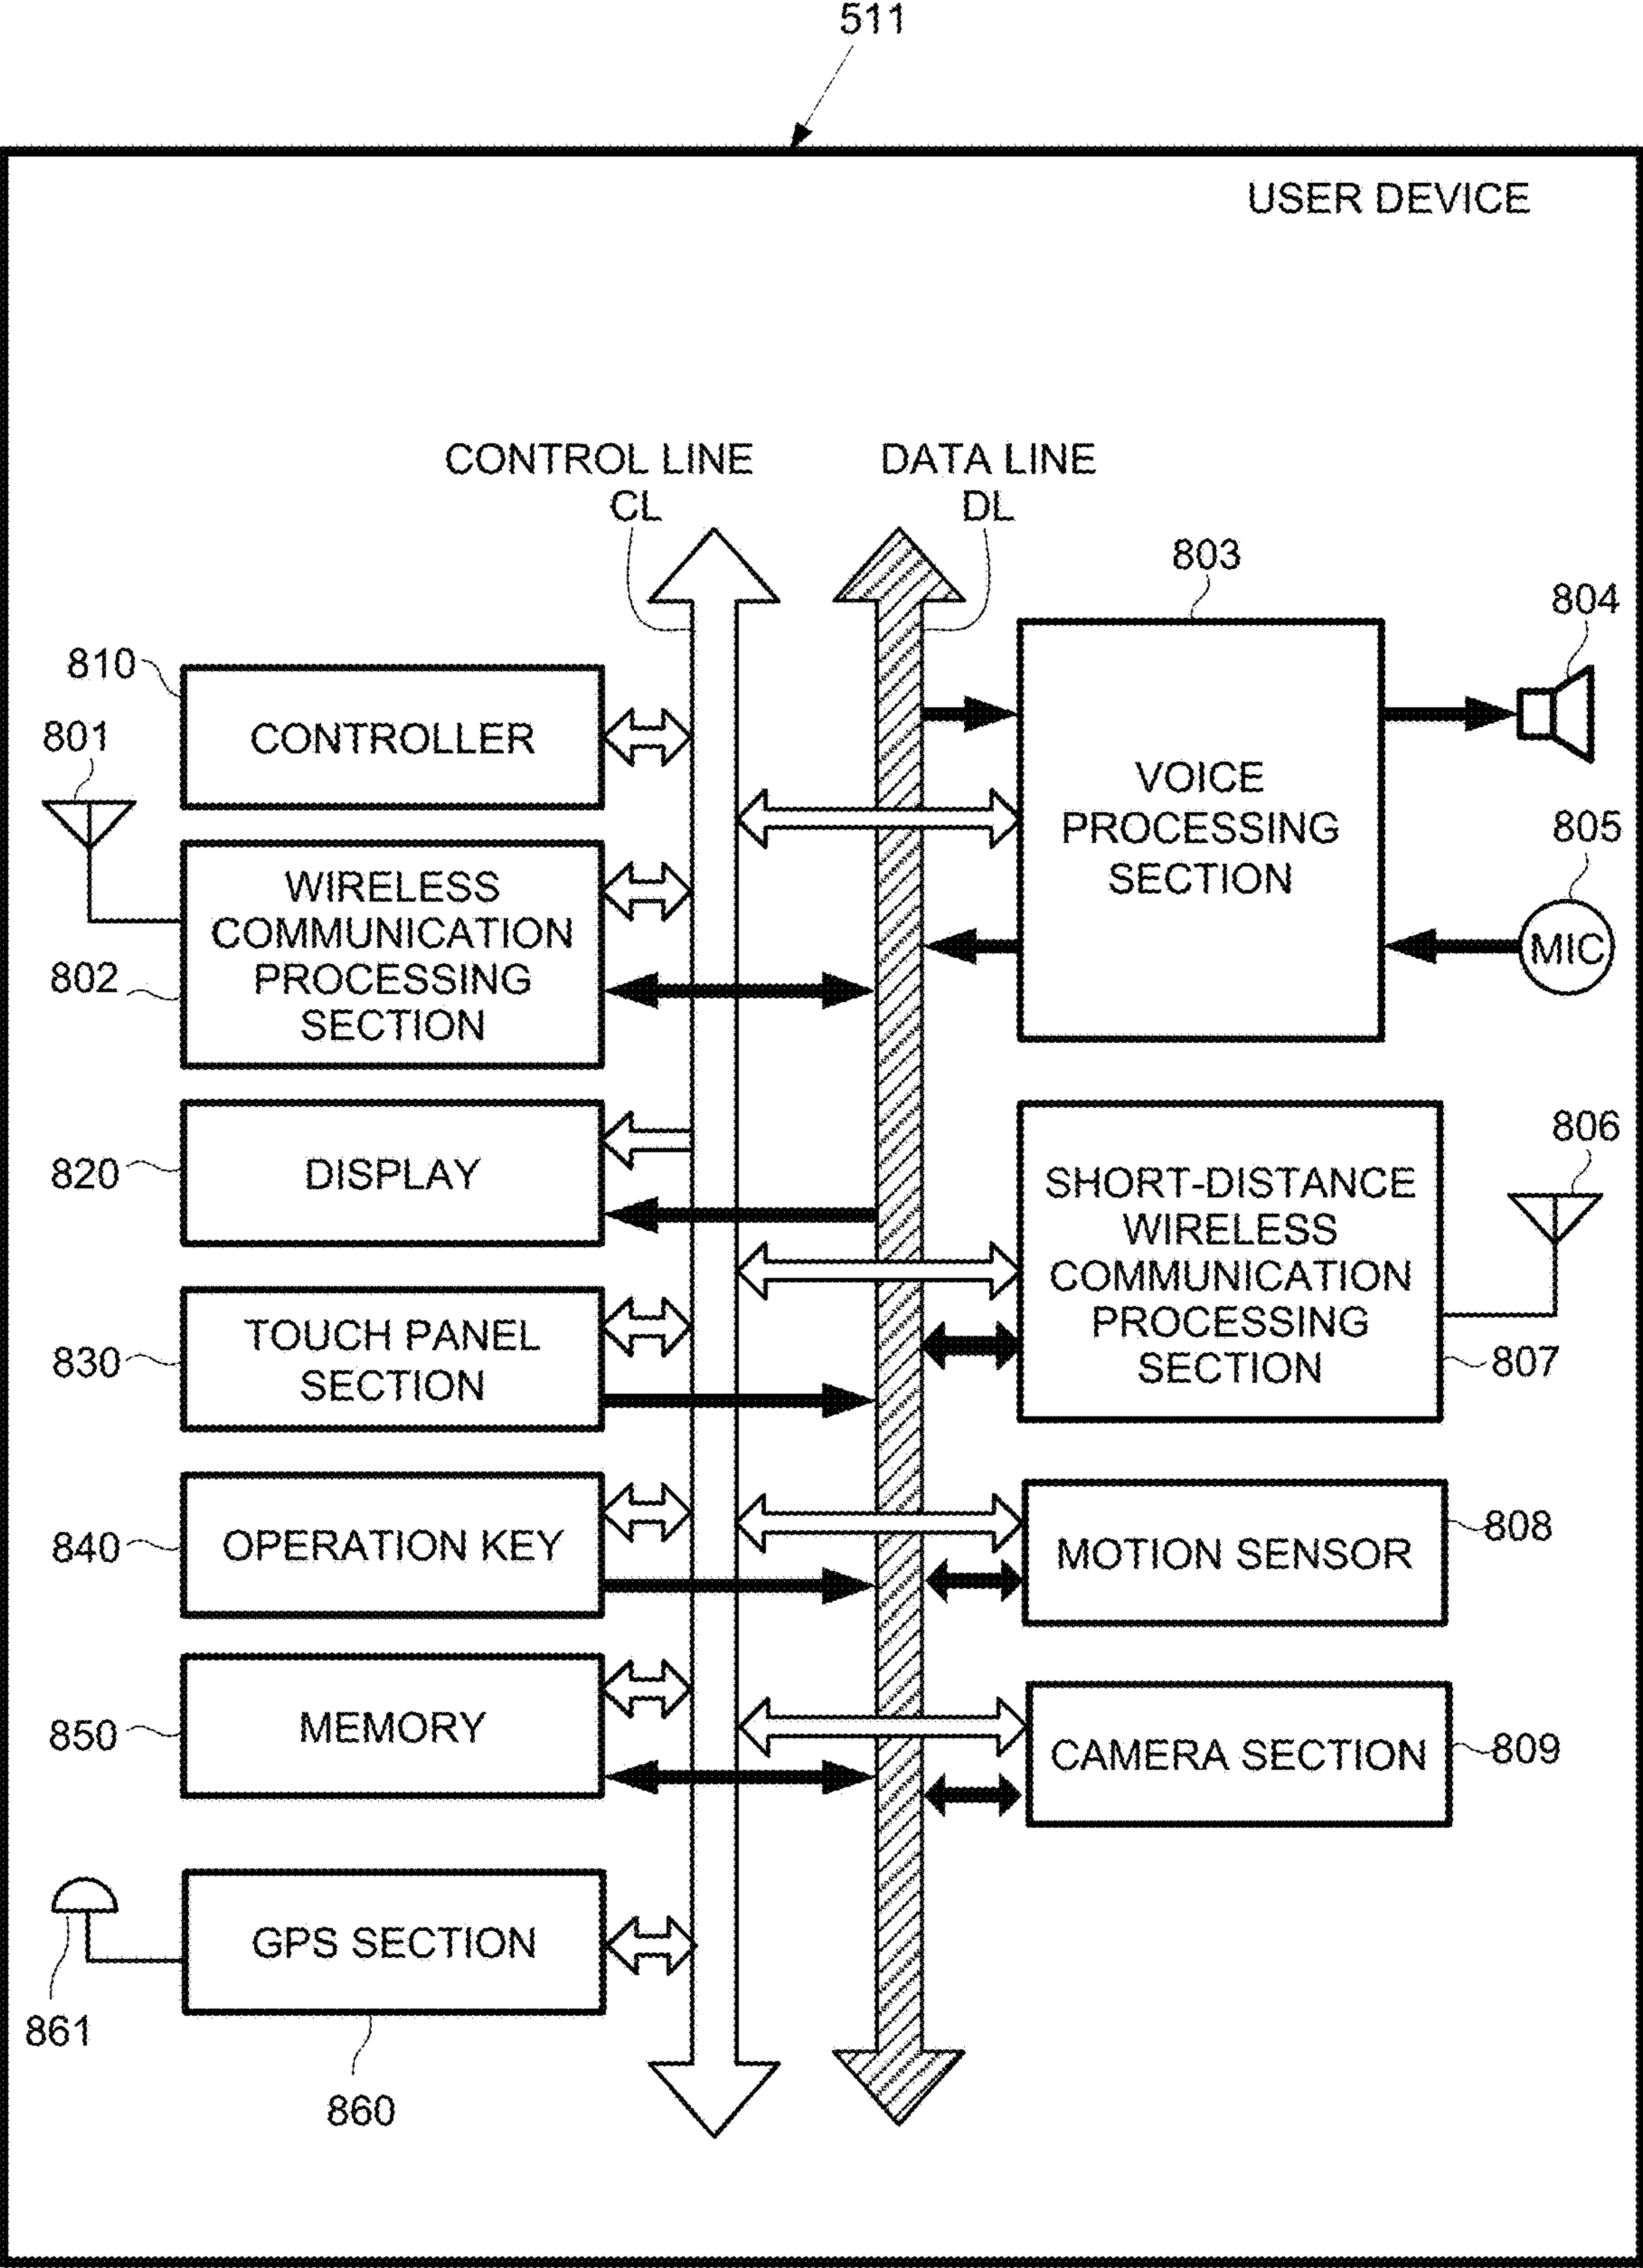 511
USER DEVICE
CONTROL LINE
CL
DATA LINE
DL
803
804
810
CONTROLLER
801
VOICE
PROCESSING
SECTION
805
MIC
WIRELESS
COMMUNICATION
PROCESSING
SECTION
802
820
DISPLAY
806
SHORT-DISTANCE
WIRELESS
COMMUNICATION
PROCESSING
SECTION
807
TOUCH PANEL
SECTION
830
840
OPERATION KEY
MOTION SENSOR
808
850
MEMORY
CAMERA SECTION
809
GPS SECTION
861
860